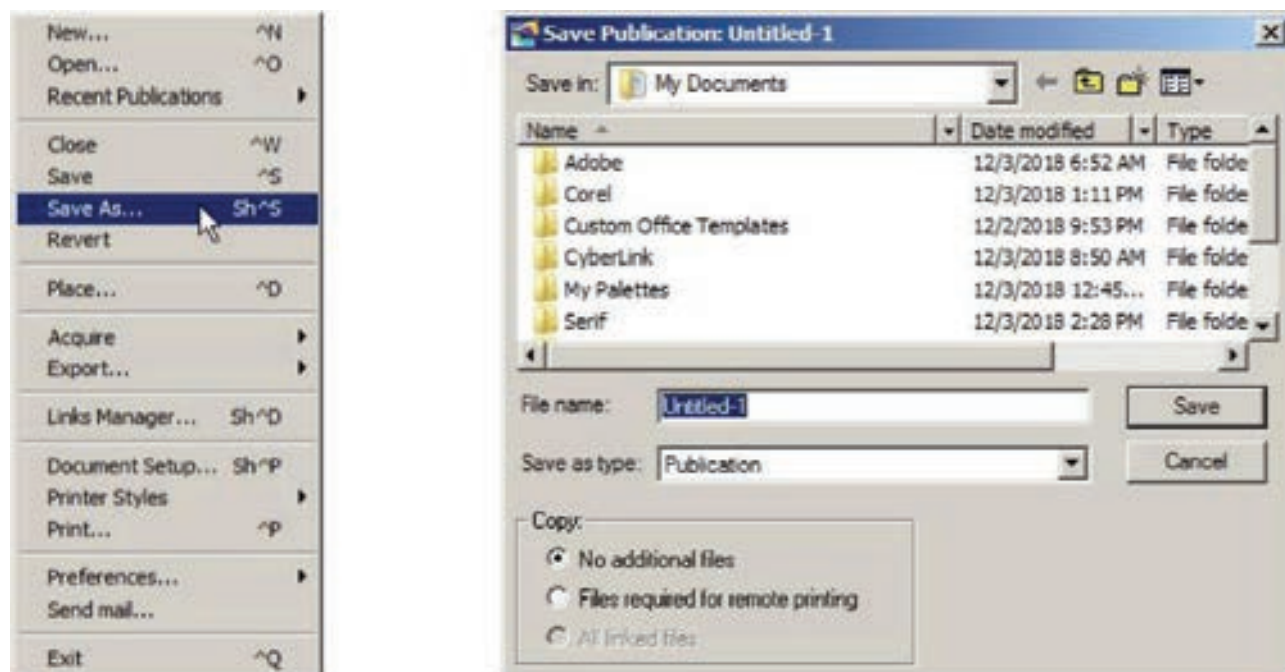 New... ^N
Open... ^O
Recent Publications
Close ^W
Save ^S
Save As... Sh^S
Revert
Place... ^D
Acquire
Export...
Links Manager... Sh^D
Document Setup... Sh^P
Printer Styles
Print... ^P
Preferences...
Send mail...
Exit ^Q
Save Publication: Untitled-1
Save in: My Documents
Name Date modified Type
Adobe 12/3/2018 6:52 AM File folde
Corel 12/3/2018 1:11 PM File folde
Custom Office Templates 12/2/2018 9:53 PM File folde
CyberLink 12/3/2018 8:50 AM File folde
My Palettes 12/3/2018 12:45... File folde
Serif 12/3/2018 2:28 PM File folde
File name: Untitled-1 Save
Save as type: Publication Cancel
Copy:
No additional files
Files required for remote printing
All linked files